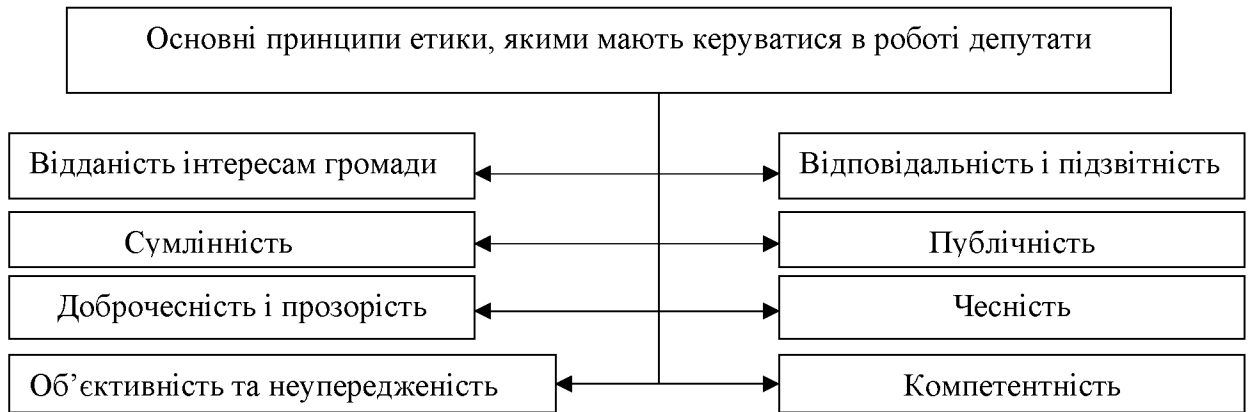 Основні принципи етики, якими мають керуватися в роботі депутати
Відданість інтересам громади
Відповідальність і підзвітність
Сумлінність
Публічність
Доброчесність і прозорість
Чесність
Об’єктивність та неупередженість
Компетентність